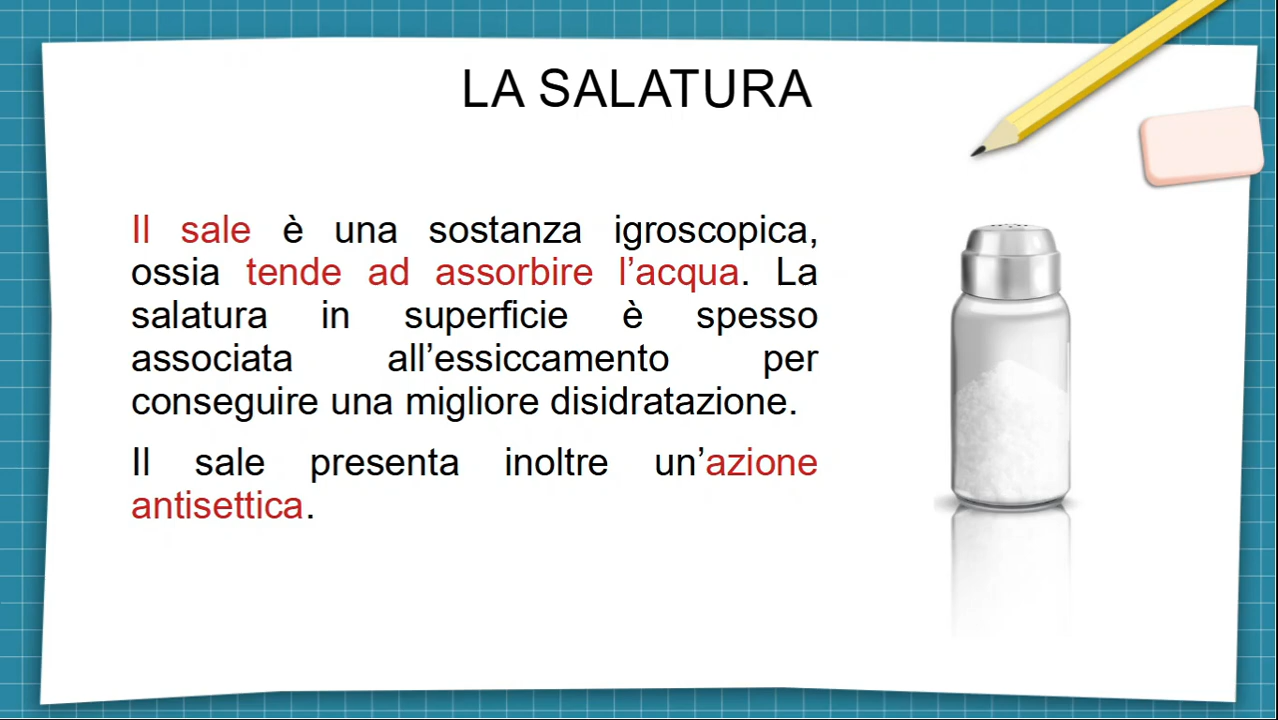 LA SALATURA
Il sale è una sostanza igroscopica,
ossia tende ad assorbire l’acqua. La
salatura in superficie è spesso
associata all’essiccamento per
conseguire una migliore disidratazione.
Il sale presenta inoltre un’azione
antisettica.